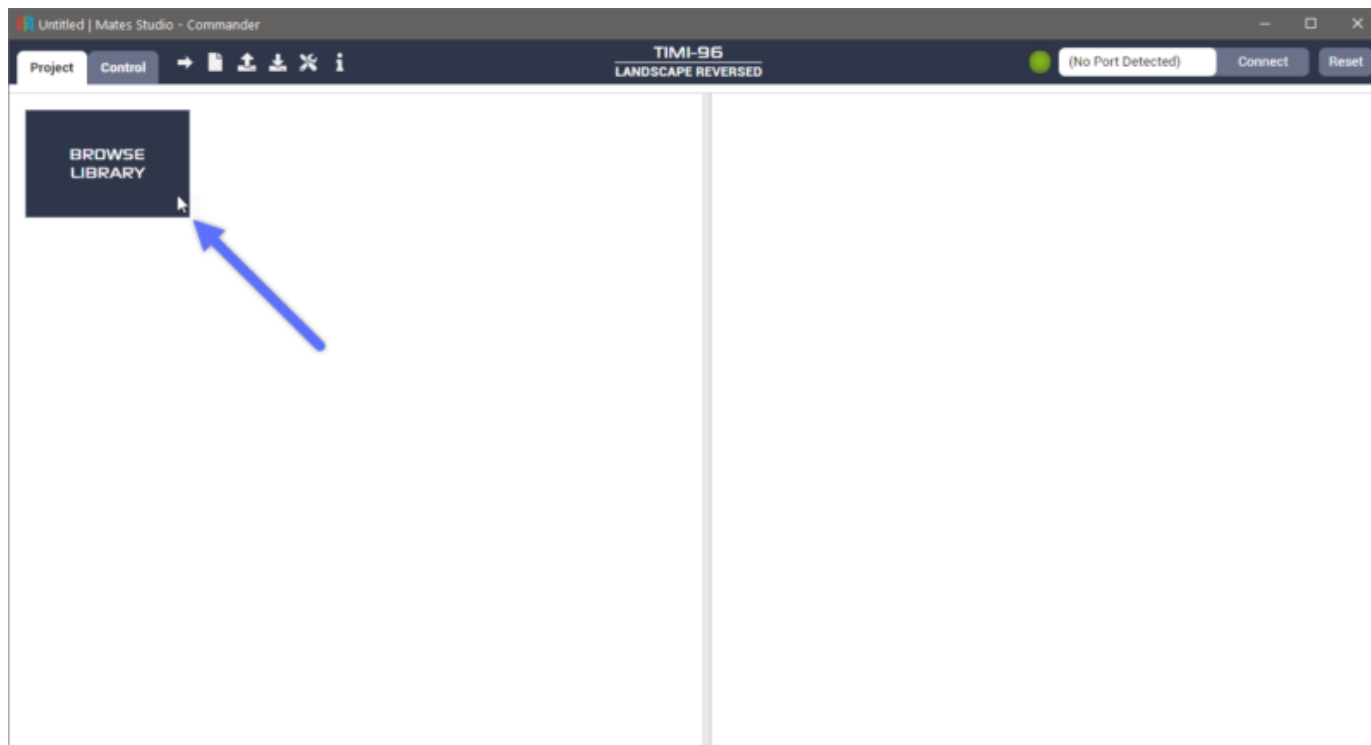 Untitled | Mates Studio - Commander
Project
Control
TIMI-96
LANDSCAPE REVERSED
(No Port Detected)
Connect
Reset
BROWSE
LIBRARY